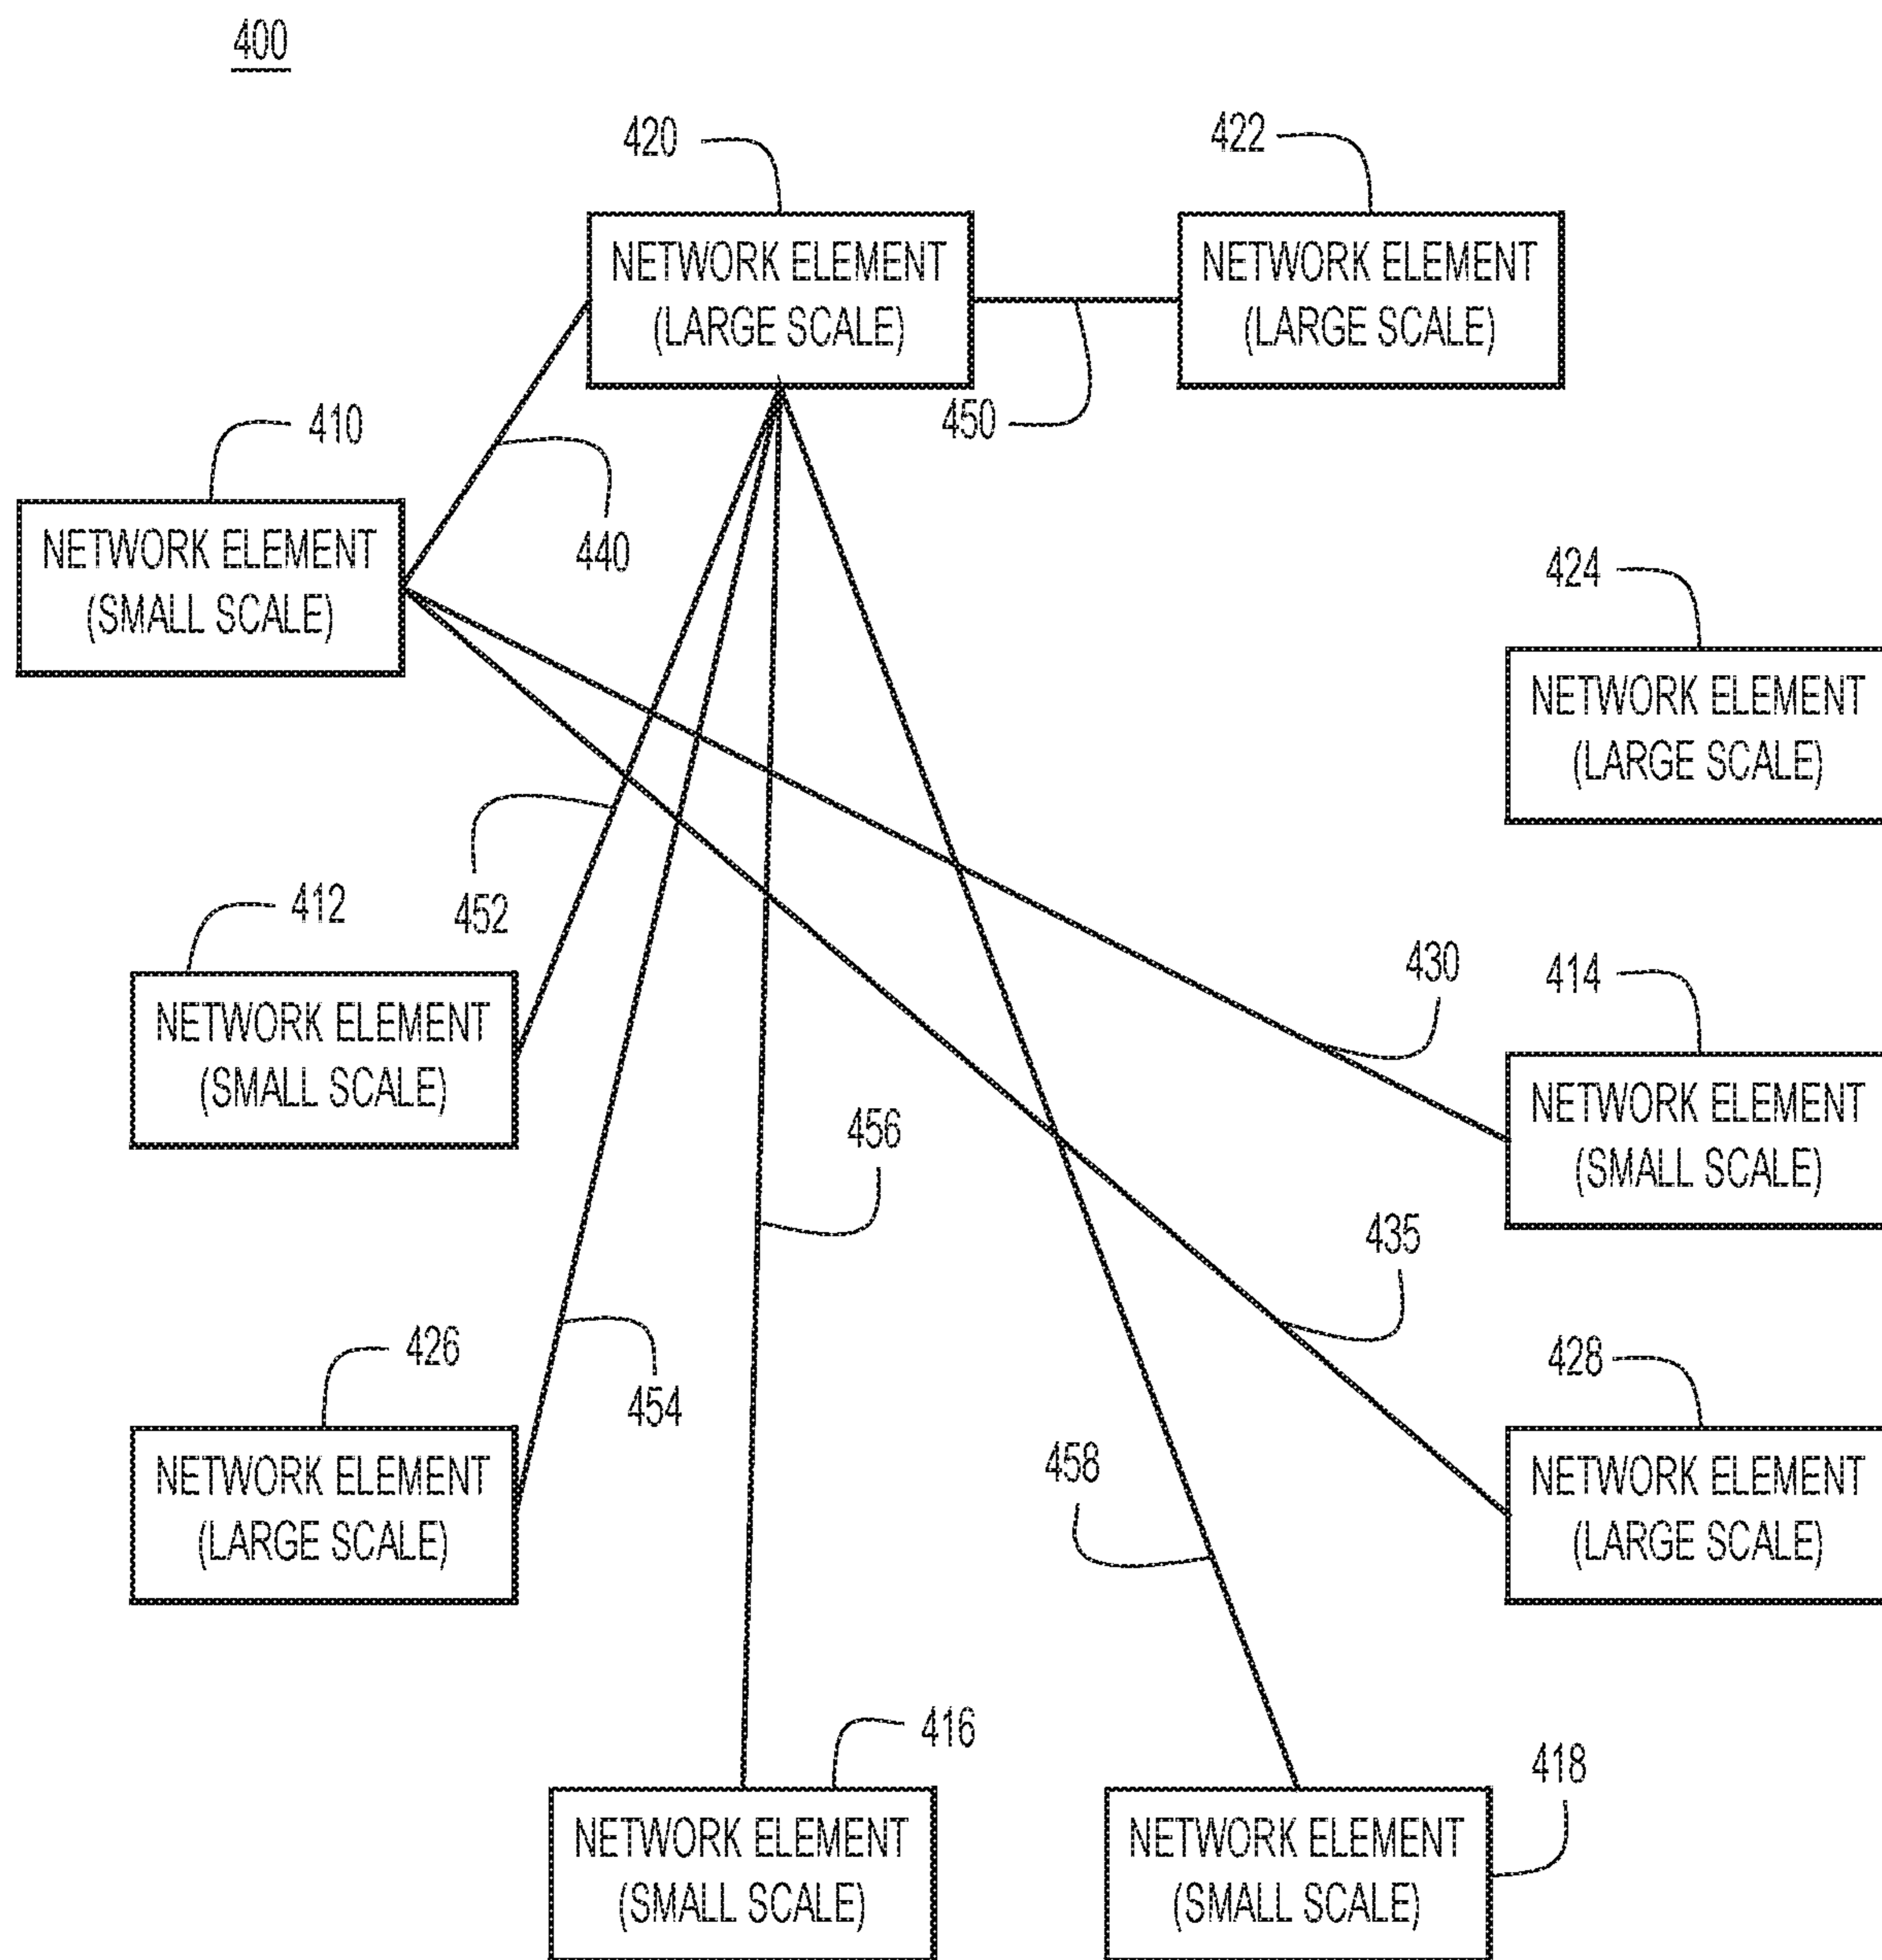 400
420
422
NETWORK ELEMENT
(LARGE SCALE)
NETWORK ELEMENT
(LARGE SCALE)
450
410
440
NETWORK ELEMENT
(SMALL SCALE)
424
NETWORK ELEMENT
(LARGE SCALE)
452
412
430
414
NETWORK ELEMENT
(SMALL SCALE)
NETWORK ELEMENT
(SMALL SCALE)
456
435
426
454
428
NETWORK ELEMENT
(LARGE SCALE)
458
NETWORK ELEMENT
(LARGE SCALE)
416
418
NETWORK ELEMENT
(SMALL SCALE)
NETWORK ELEMENT
(SMALL SCALE)